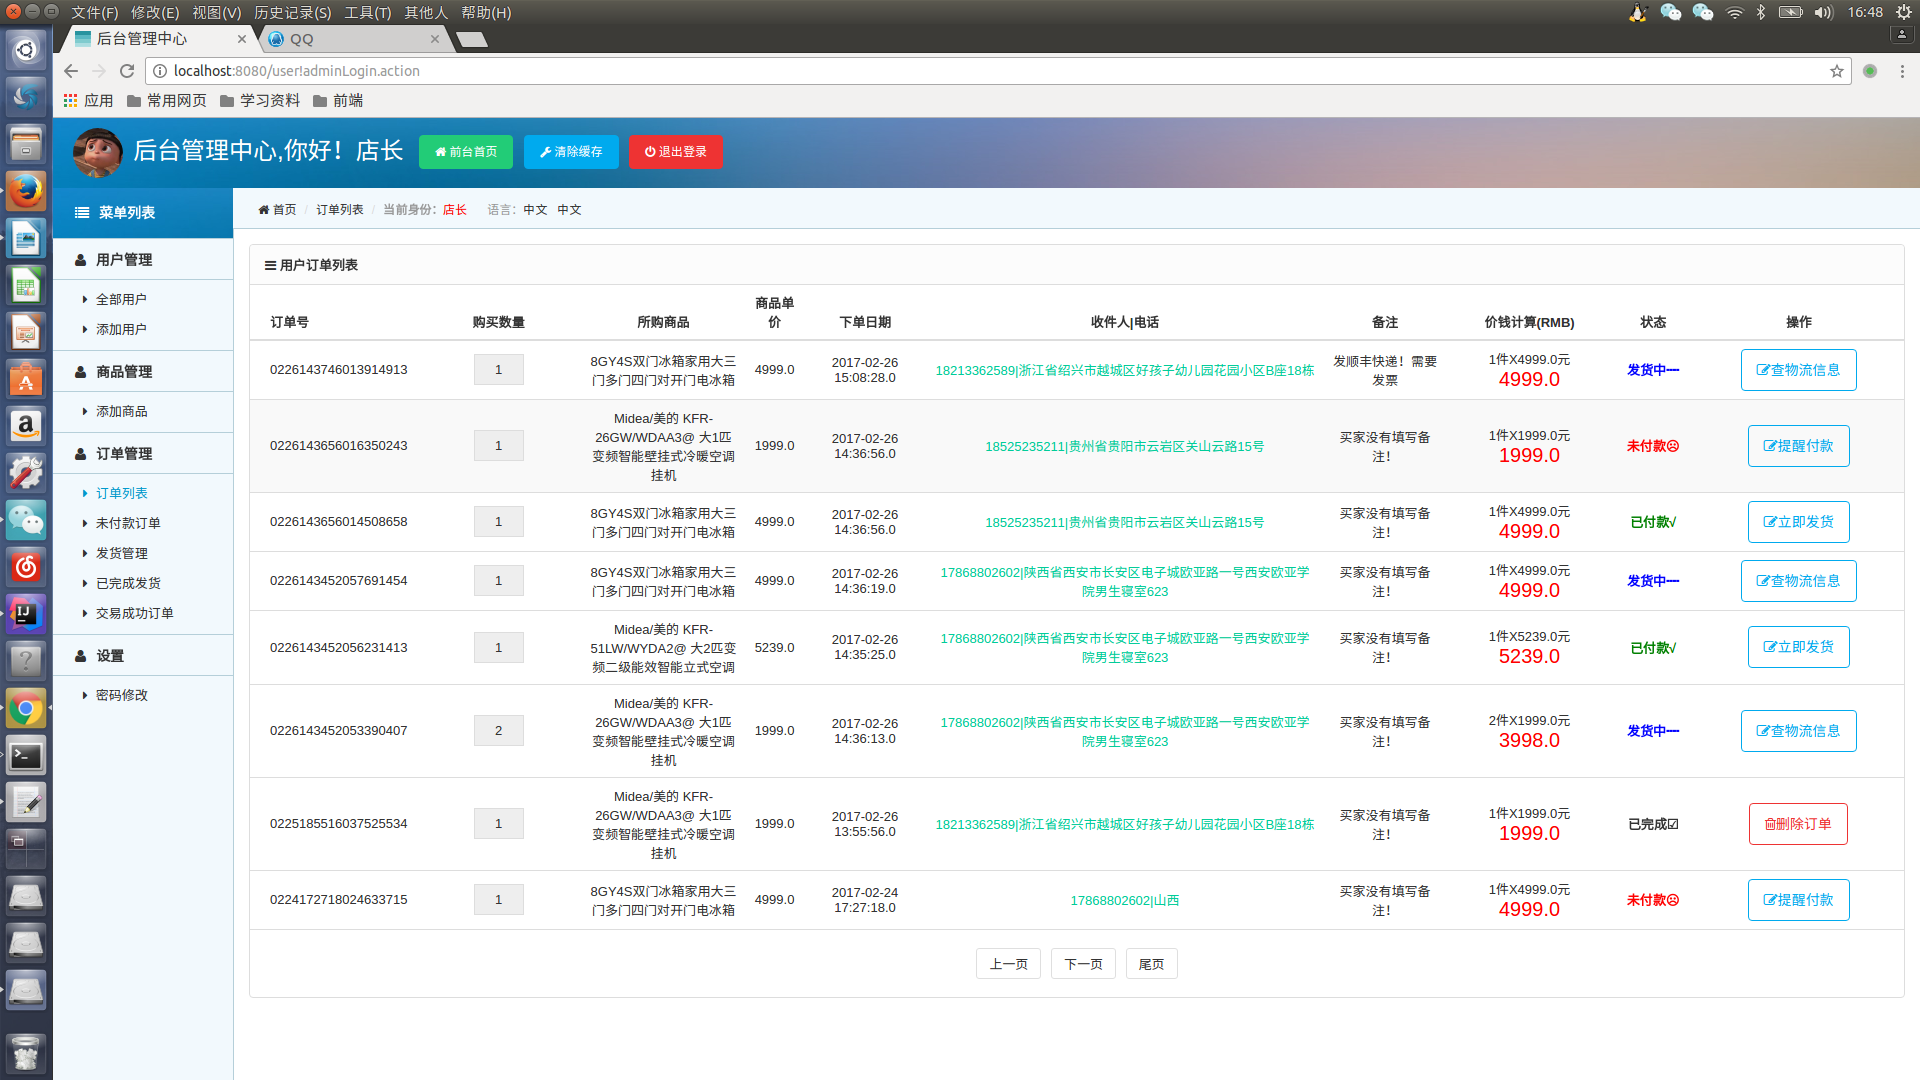 文件(F) 修改(E) 视图(V) 历史记录(S) 工具(T) 其他人 帮助(H)
16:48
后台管理中心
QQ
localhost:8080/user!adminLogin.action
应用 常用网页 学习资料 前端
后台管理中心,你好！店长 前台首页 清除缓存 退出登录
菜单列表
首页 / 订单列表 / 当前身份：店长 语言：中文 中文
用户管理
全部用户
添加用户
商品管理
添加商品
订单管理
订单列表
未付款订单
发货管理
已完成发货
交易成功订单
设置
密码修改
用户订单列表
订单号 购买数量 所购商品 商品单价 下单日期 收件人|电话 备注 价钱计算(RMB) 状态 操作
0226143746013914913 1 8GY4S双门冰箱家用大三
门多门四门对开门电冰箱 4999.0 2017-02-26
15:08:28.0 18213362589|浙江省绍兴市越城区好孩子幼儿园花园小区B座18栋 发顺丰快递！需要
发票 1件X4999.0元
4999.0 发货中---- 查物流信息
0226143656016350243 1 Midea/美的 KFR-
26GW/WDAA3@ 大1匹
变频智能壁挂式冷暖空调
挂机 1999.0 2017-02-26
14:36:56.0 18525235211|贵州省贵阳市云岩区关山云路15号 买家没有填写备
注！ 1件X1999.0元
1999.0 未付款☹ 提醒付款
0226143656014508658 1 8GY4S双门冰箱家用大三
门多门四门对开门电冰箱 4999.0 2017-02-26
14:36:56.0 18525235211|贵州省贵阳市云岩区关山云路15号 买家没有填写备
注！ 1件X4999.0元
4999.0 已付款√ 立即发货
0226143452057691454 1 8GY4S双门冰箱家用大三
门多门四门对开门电冰箱 4999.0 2017-02-26
14:36:19.0 17868802602|陕西省西安市长安区电子城欧亚路一号西安欧亚学
院男生寝室623 买家没有填写备
注！ 1件X4999.0元
4999.0 发货中---- 查物流信息
0226143452056231413 1 Midea/美的 KFR-
51LW/WYDA2@ 大2匹变
频二级能效智能立式空调 5239.0 2017-02-26
14:35:25.0 17868802602|陕西省西安市长安区电子城欧亚路一号西安欧亚学
院男生寝室623 买家没有填写备
注！ 1件X5239.0元
5239.0 已付款√ 立即发货
0226143452053390407 2 Midea/美的 KFR-
26GW/WDAA3@ 大1匹
变频智能壁挂式冷暖空调
挂机 1999.0 2017-02-26
14:36:13.0 17868802602|陕西省西安市长安区电子城欧亚路一号西安欧亚学
院男生寝室623 买家没有填写备
注！ 2件X1999.0元
3998.0 发货中---- 查物流信息
0225185516037525534 1 Midea/美的 KFR-
26GW/WDAA3@ 大1匹
变频智能壁挂式冷暖空调
挂机 1999.0 2017-02-26
13:55:56.0 18213362589|浙江省绍兴市越城区好孩子幼儿园花园小区B座18栋 买家没有填写备
注！ 1件X1999.0元
1999.0 已完成☑ 删除订单
0224172718024633715 1 8GY4S双门冰箱家用大三
门多门四门对开门电冰箱 4999.0 2017-02-24
17:27:18.0 17868802602|山西 买家没有填写备
注！ 1件X4999.0元
4999.0 未付款☹ 提醒付款
上一页 下一页 尾页